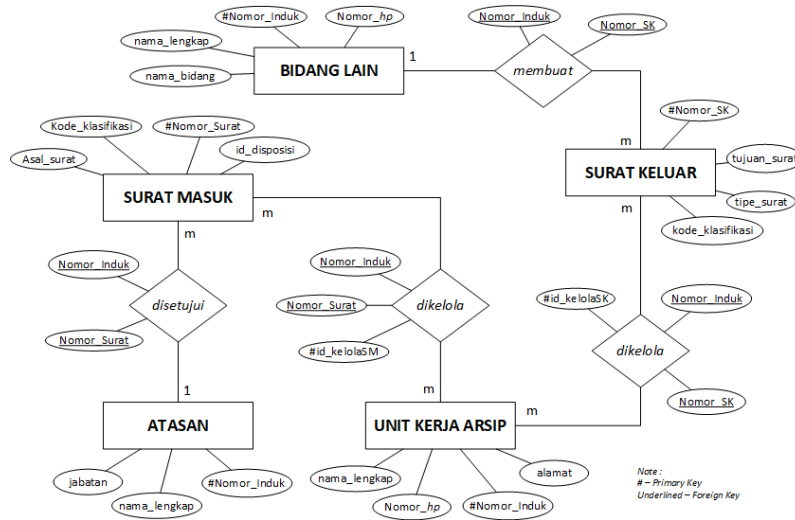 #Nomor_Induk
Nomor_hp
nama_lengkap
nama_bidang
BIDANG LAIN
1
Nomor_Induk
Nomor_SK
membuat
m
Kode_klasifikasi
#Nomor_Surat
id_disposisi
Asal_surat
SURAT MASUK
m
m
#Nomor_SK
tujuan_surat
SURAT KELUAR
tipe_surat
kode_klasifikasi
m
Nomor_Induk
disetujui
Nomor_Surat
1
Nomor_Induk
Nomor_Surat
dikelola
#id_kelolaSM
m
#id_kelolaSK
Nomor_Induk
dikelola
Nomor_SK
m
ATASAN
jabatan
nama_lengkap
#Nomor_Induk
UNIT KERJA ARSIP
nama_lengkap
Nomor_hp
#Nomor_Induk
alamat
Note :
# – Primary Key
Underlined – Foreign Key